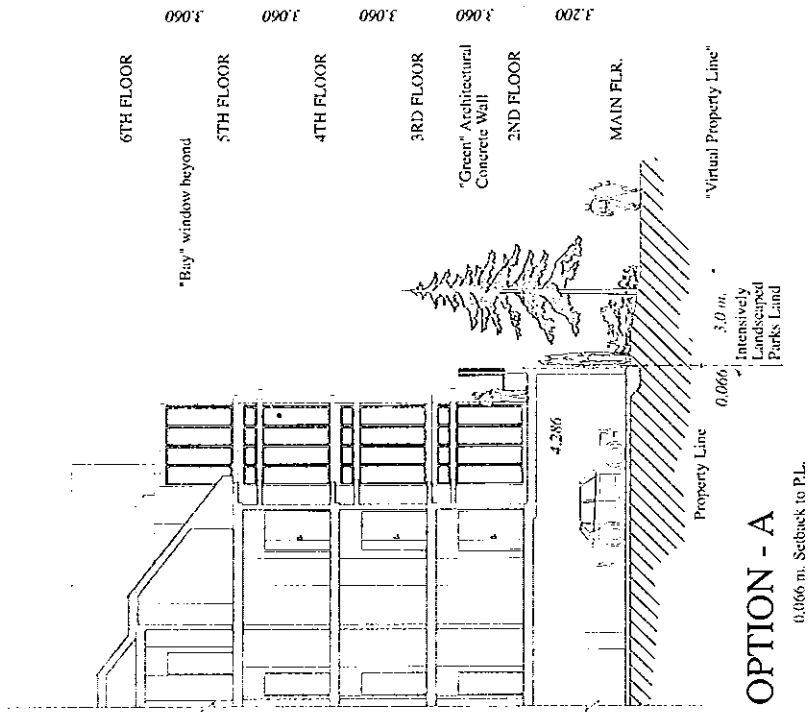 3.060
3.060
3.060
3.060
3.200
6TH FLOOR
"Bay" window beyond
5TH FLOOR
4TH FLOOR
3RD FLOOR
"Green" Architectural
Concrete Wall
2ND FLOOR
MAIN FLR.
"Virtual Property Line"
4.286
0.066
3.0 m.
Intensively
Landscaped
Parks Land
Property Line
OPTION - A
0.066 m. Setback to P.L.